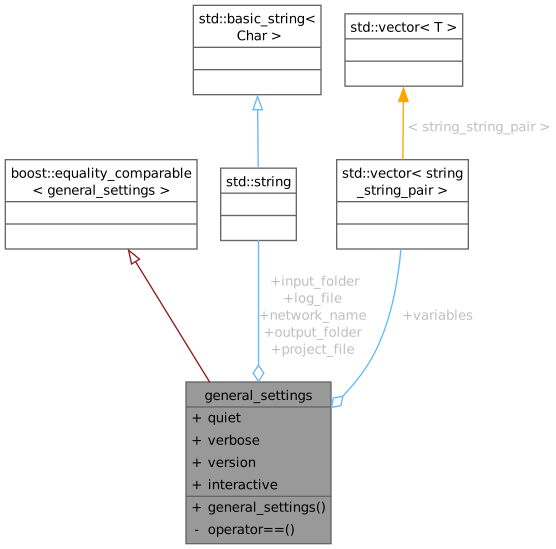 std::basic_string<
Char >
std::vector< T >
< string_string_pair >
boost::equality_comparable
< general_settings >
std::string
std::vector< string
_string_pair >
+input_folder
+log_file
+network_name
+output_folder
+project_file
+variables
general_settings
+ quiet
+ verbose
+ version
+ interactive
+ general_settings()
- operator==()